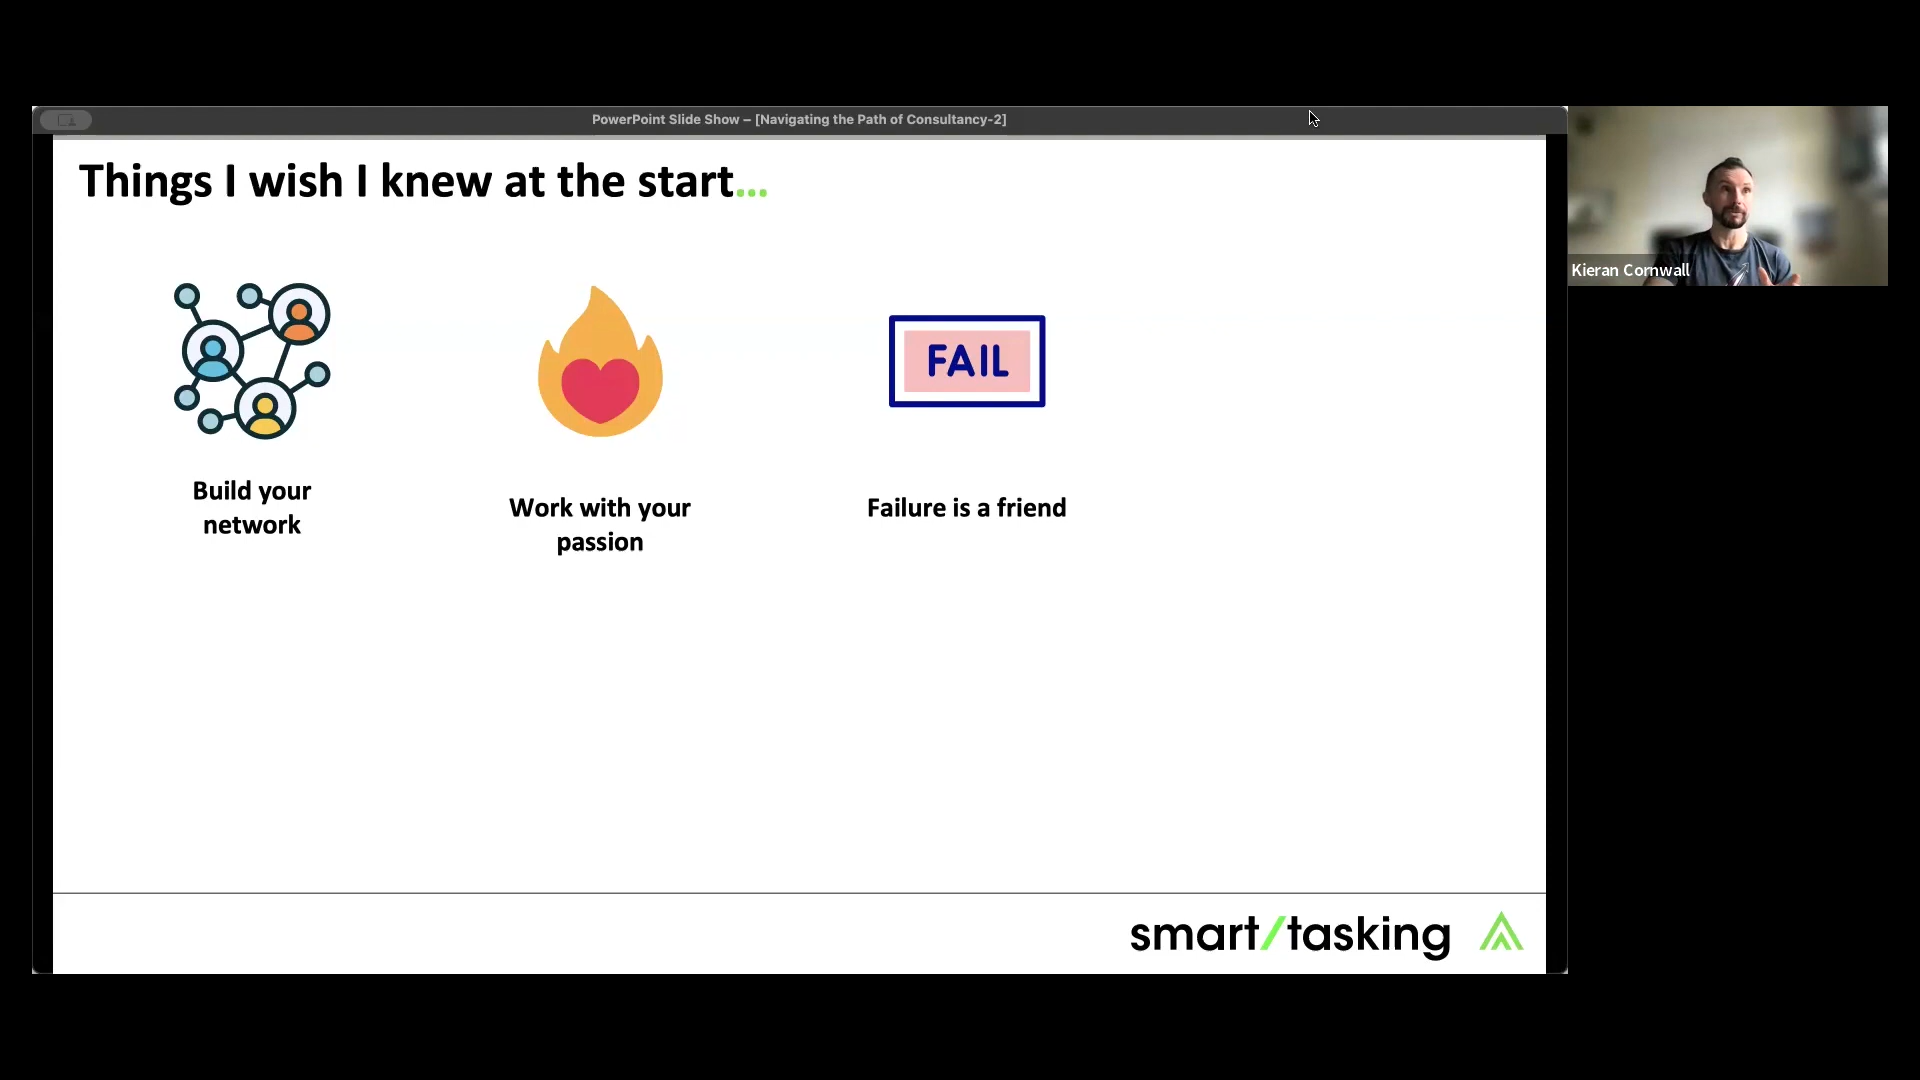 PowerPoint Slide Show – [Navigating the Path of Consultancy-2]
Things I wish I knew at the start...
FAIL
Build your
network
Work with your
passion
Failure is a friend
smart/tasking
Kieran Cornwall